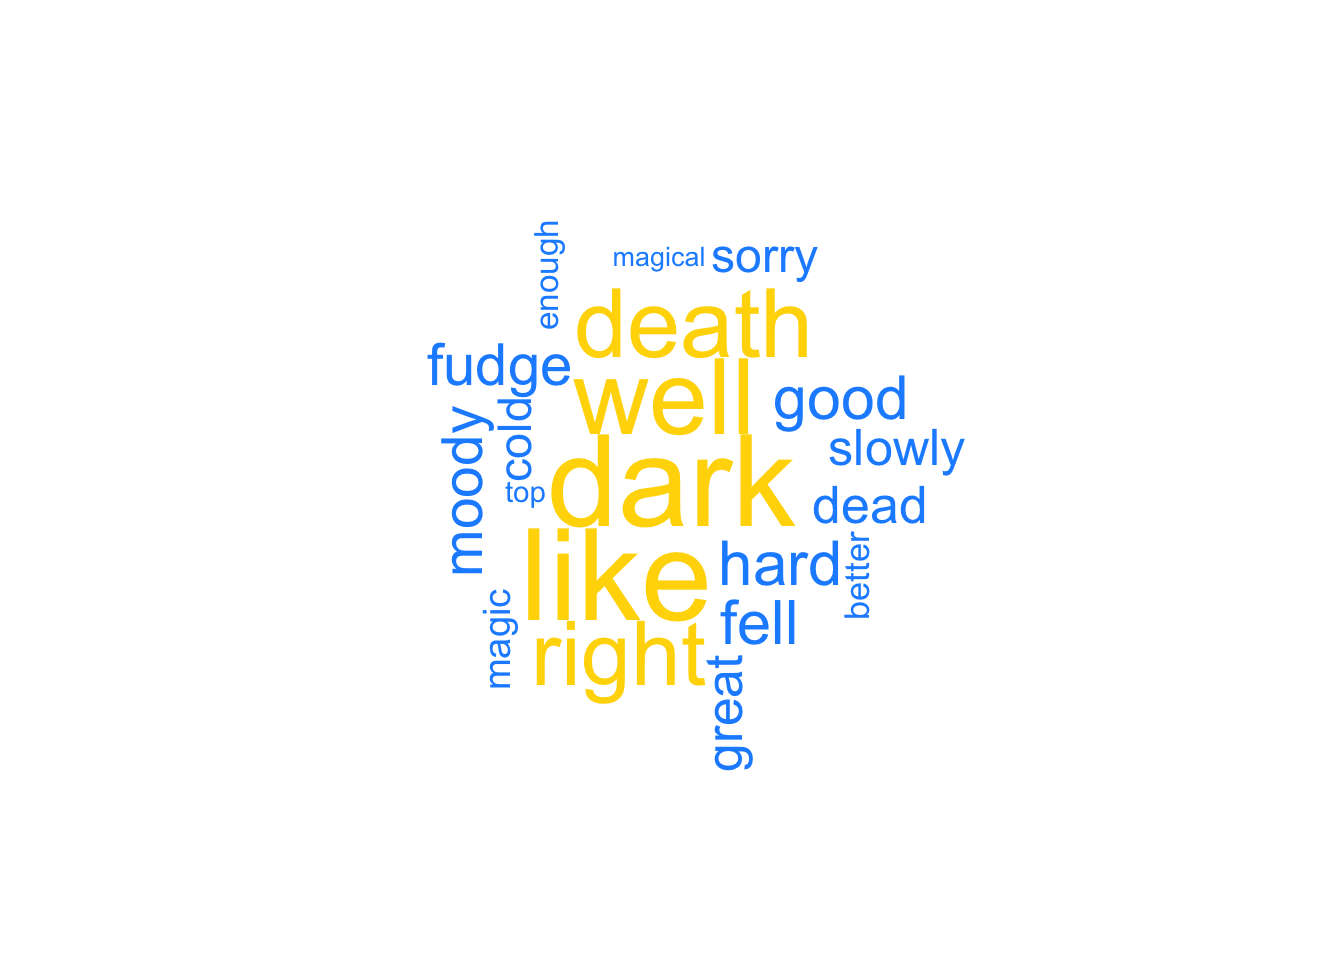 enough
magical
sorry
death
fudge
well
good
cold
moody
slowly
dark
top
dead
like
hard
better
magic
fell
right
great